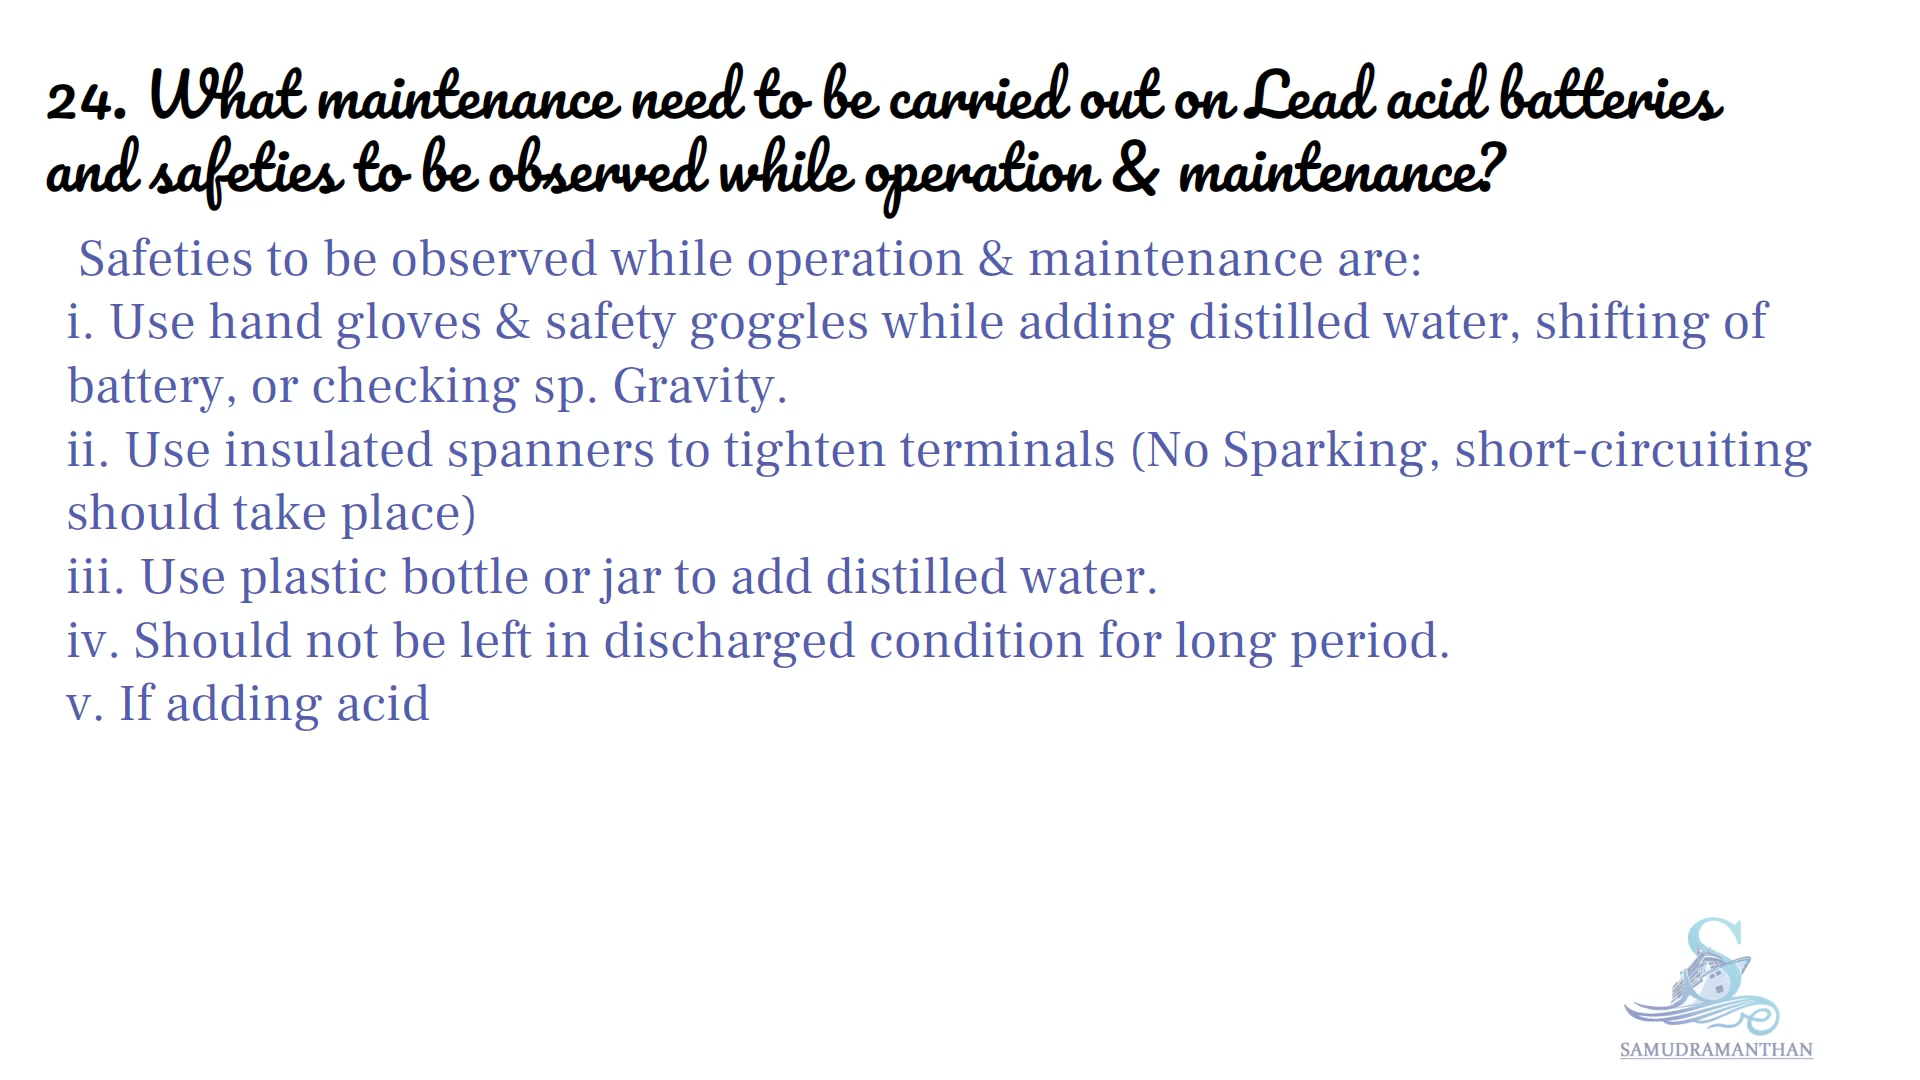 24. What maintenance need to be carried out on Lead acid batteries
and safeties to be observed while operation & maintenance?
Safeties to be observed while operation & maintenance are:
i. Use hand gloves & safety goggles while adding distilled water, shifting of
battery, or checking sp. Gravity.
ii. Use insulated spanners to tighten terminals (No Sparking, short-circuiting
should take place)
iii. Use plastic bottle or jar to add distilled water.
iv. Should not be left in discharged condition for long period.
v. If adding acid
SAMUDRAMANTHAN